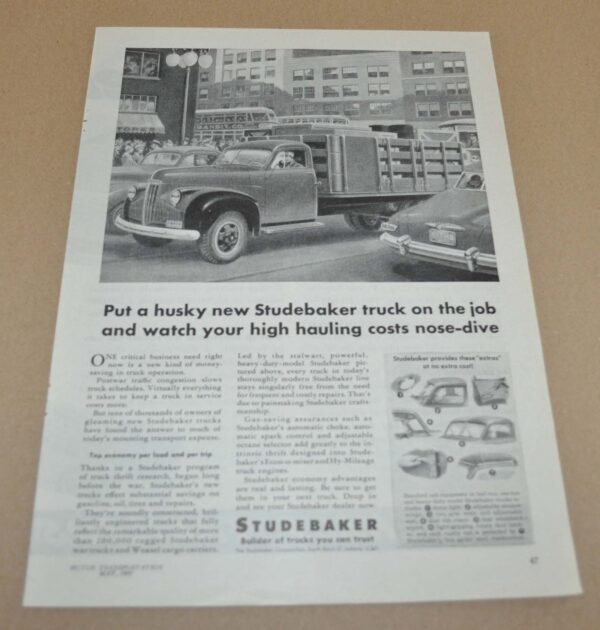 TRANSIT CO.
Put a husky new Studebaker truck on the job
and watch your high hauling costs nose-dive
ONE critical business need right
now is a new kind of money-
saving in truck operation.
Postwar traffic congestion slows
truck schedules. Virtually everything
it takes to keep a truck in service
costs more.
But tens of thousands of owners of
gleaming new Studebaker trucks
have found the answer to much of
today's mounting transport expense.
Top economy per load and per trip
Thanks to a Studebaker program
of truck thrift research, begun long
before the war, Studebaker's new
trucks effect substantial savings on
gasoline, oil, tires and repairs.
They're soundly constructed, bril-
liantly engineered trucks that fully
reflect the remarkable quality of more
than 200,000 rugged Studebaker
war trucks and Weasel cargo carriers.
Led by the stalwart, powerful,
heavy-duty-model Studebaker pic-
tured above, every truck in today's
thoroughly modern Studebaker line
stays singularly free from the need
for frequent and costly repairs. That's
due to painstaking Studebaker crafts-
manship.
Gas-saving assurances such as
Studebaker's automatic choke, auto-
matic spark control and adjustable
octane selector add greatly to the in-
trinsic thrift designed into Stude-
baker's Econ-o-miser and Hy-Mileage
truck engines.
Studebaker economy advantages
are real and lasting. Be sure to get
them in your next truck. Drop in
and see your Studebaker dealer now.
STUDEBAKER
Builder of trucks you can trust
Studebaker provides these "extras"
at no extra cost!
MOTOR TRANSPORTATION
MAY,
47